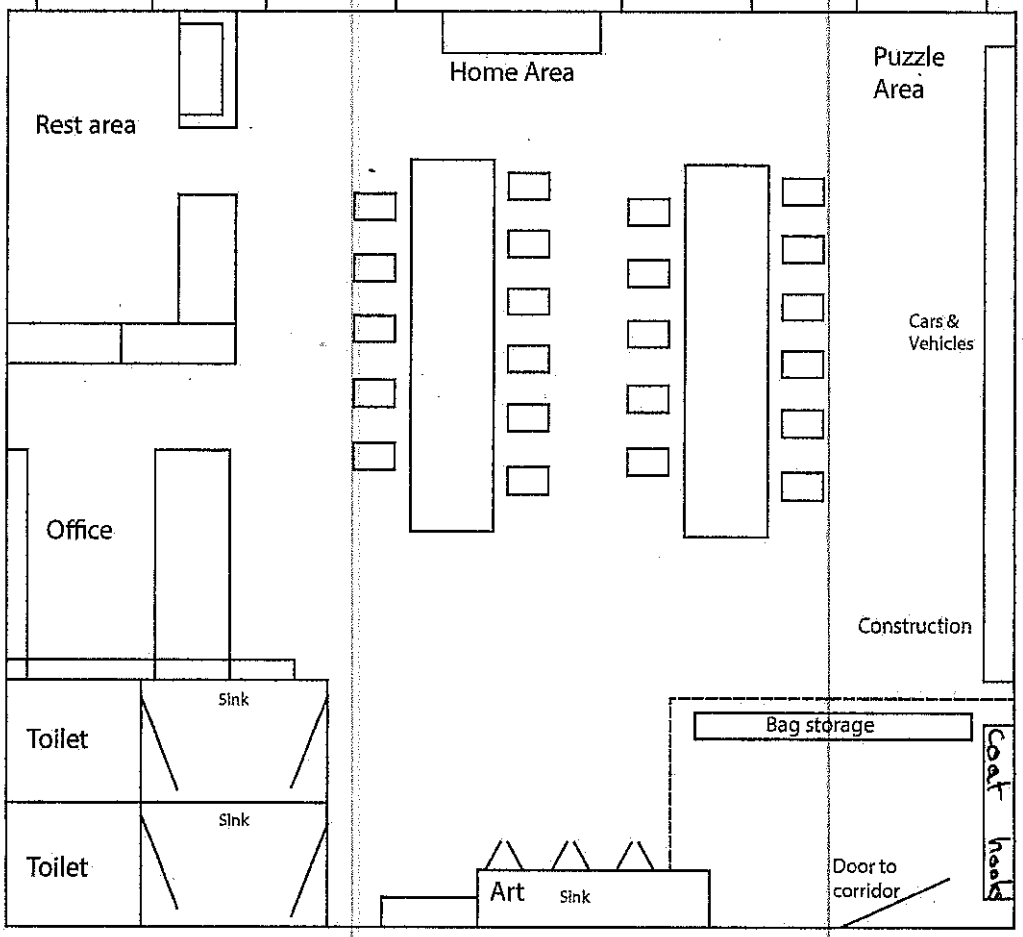 Home Area
Puzzle
Area
Rest area
Cars &
Vehicles
Office
Construction
Sink
Bag storage
Toilet
Coat hooks
Sink
Toilet
Door to
corridor
Art
Sink